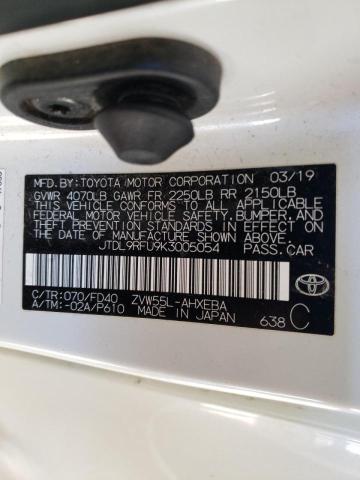 MFD.BY:TOYOTA MOTOR CORPORATION 03/19
GVWR 4070LB GAWR FR 2250LB RR 2150LB
THIS VEHICLE CONFORMS TO ALL APPLICABLE
FEDERAL MOTOR VEHICLE SAFETY,BUMPER,AND
THEFT PREVENTION STANDARDS IN EFFECT ON
THE DATE OF MANUFACTURE SHOWN ABOVE.
JTDL9RFU9K3005054 PASS.CAR
C/TR:070/FD40 ZVW55L-AHXEBA
A/TM:-02A/P610 MADE IN JAPAN
638 C
TOYOTA